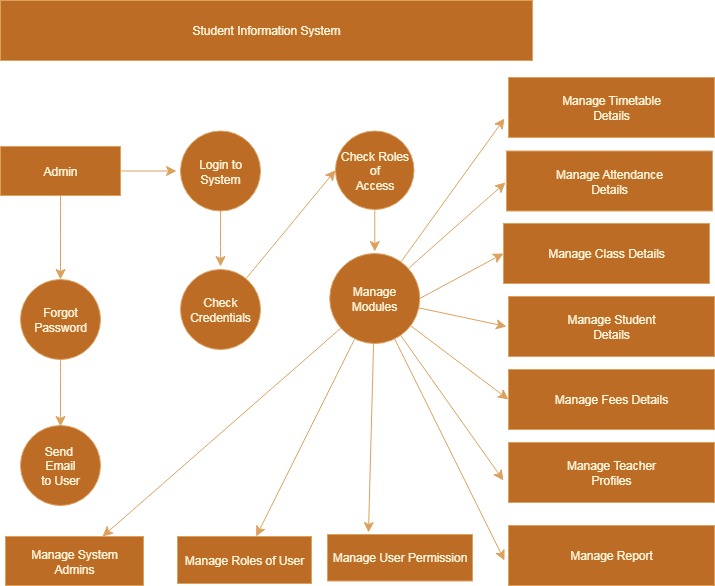 Student Information System
Manage Timetable
Details
Check Roles
of
Access
Login to
System
Admin
Manage Attendance
Details
Manage Class Details
Forgot
Password
Check
Credentials
Manage
Modules
Manage Student
Details
Manage Fees Details
Send
Email
to User
Manage Teacher
Profiles
Manage System
Admins
Manage Roles of User
Manage User Permission
Manage Report